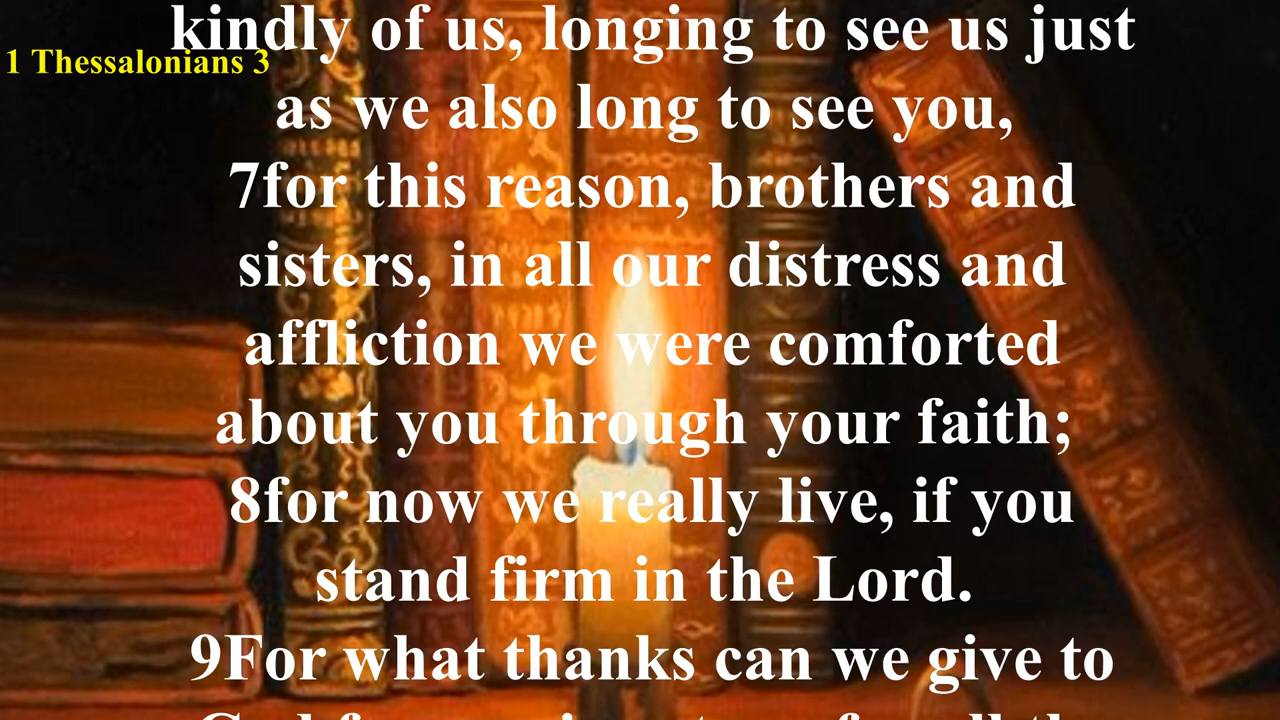 kindly of us, longing to see us just
1 Thessalonians 3
as we also long to see you,
7for this reason, brothers and
sisters, in all our distress and
affliction we were comforted
about you through your faith;
8for now we really live, if you
stand firm in the Lord.
9For what thanks can we give to